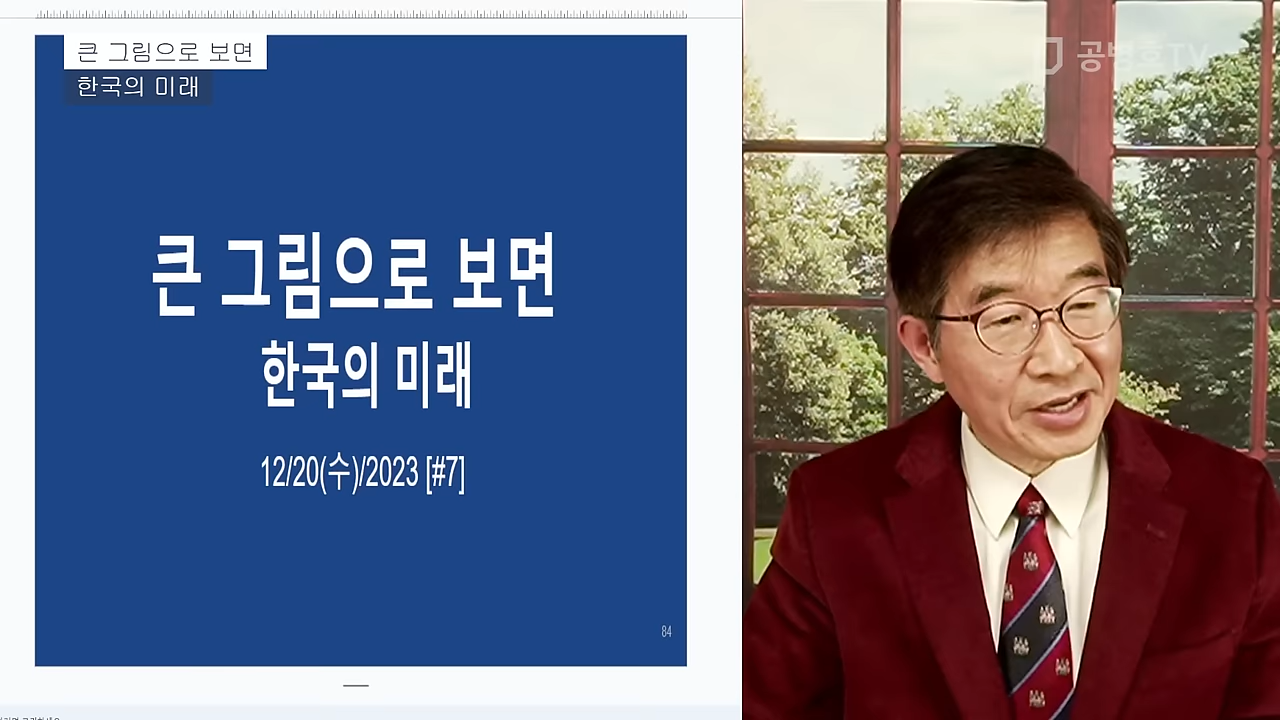 큰 그림으로 보면
한국의 미래
공병호TV
큰 그림으로 보면
한국의 미래
12/20(수)/2023 [#7]
84